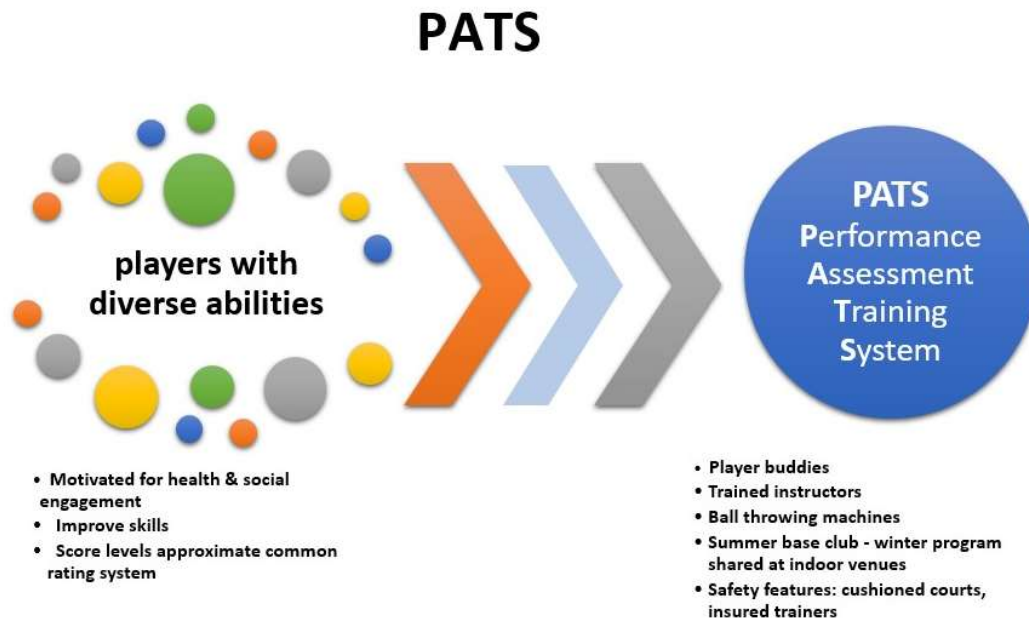 PATS
players with
diverse abilities
PATS
Performance
Assessment
Training
System
• Motivated for health & social
engagement
• Improve skills
• Score levels approximate common
rating system
• Player buddies
• Trained instructors
• Ball throwing machines
• Summer base club - winter program
shared at indoor venues
• Safety features: cushioned courts,
insured trainers